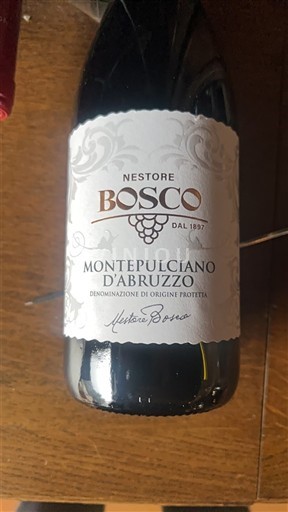 NESTORE
BOSCO
DAL 1897
MONTEPULCIANO
D'ABRUZZO
DENOMINAZIONE DI ORIGINE PROTETTA
Nestore Bosco